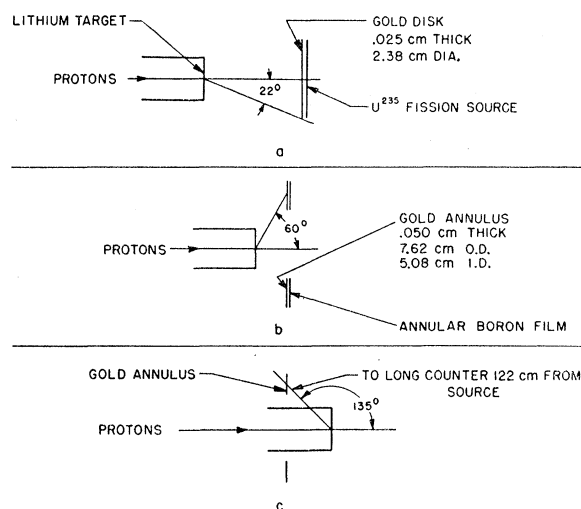 LITHIUM TARGET
GOLD DISK
.025 cm THICK
2.38 cm DIA.
PROTONS
22°
U²³⁵ FISSION SOURCE
a
60°
GOLD ANNULUS
.050 cm THICK
7.62 cm O.D.
5.08 cm I.D.
PROTONS
ANNULAR BORON FILM
b
GOLD ANNULUS
TO LONG COUNTER 122 cm FROM
SOURCE
135°
PROTONS
c